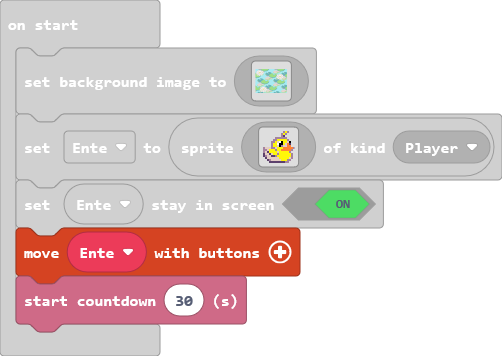 on start
set background image to
set Ente to sprite of kind Player
set Ente stay in screen ON
move Ente with buttons
start countdown 30 (s)